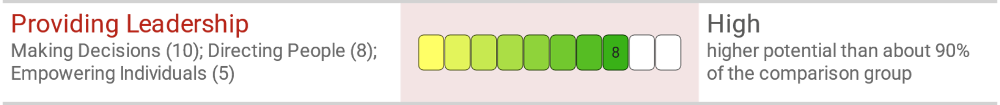 Providing Leadership
Making Decisions (10); Directing People (8);
Empowering Individuals (5)
8
High
higher potential than about 90%
of the comparison group